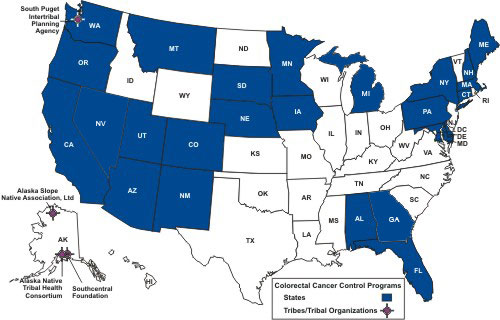 South Puget
Intertribal
Planning
Agency
WA
MT
ND
MN
VT
ME
NH
OR
ID
SD
WI
NY
MA
CT
RI
WY
MI
NE
IA
PA
NJ
DC
DE
MD
NV
UT
CO
IL
IN
OH
WV
VA
CA
KS
MO
KY
NC
TN
AZ
NM
OK
AR
SC
MS
AL
GA
LA
TX
FL
Alaska Slope
Native Association, Ltd
AK
HI
Alaska Native
Tribal Health
Consortium
Southcentral
Foundation
Colorectal Cancer Control Programs
States
Tribes/Tribal Organizations